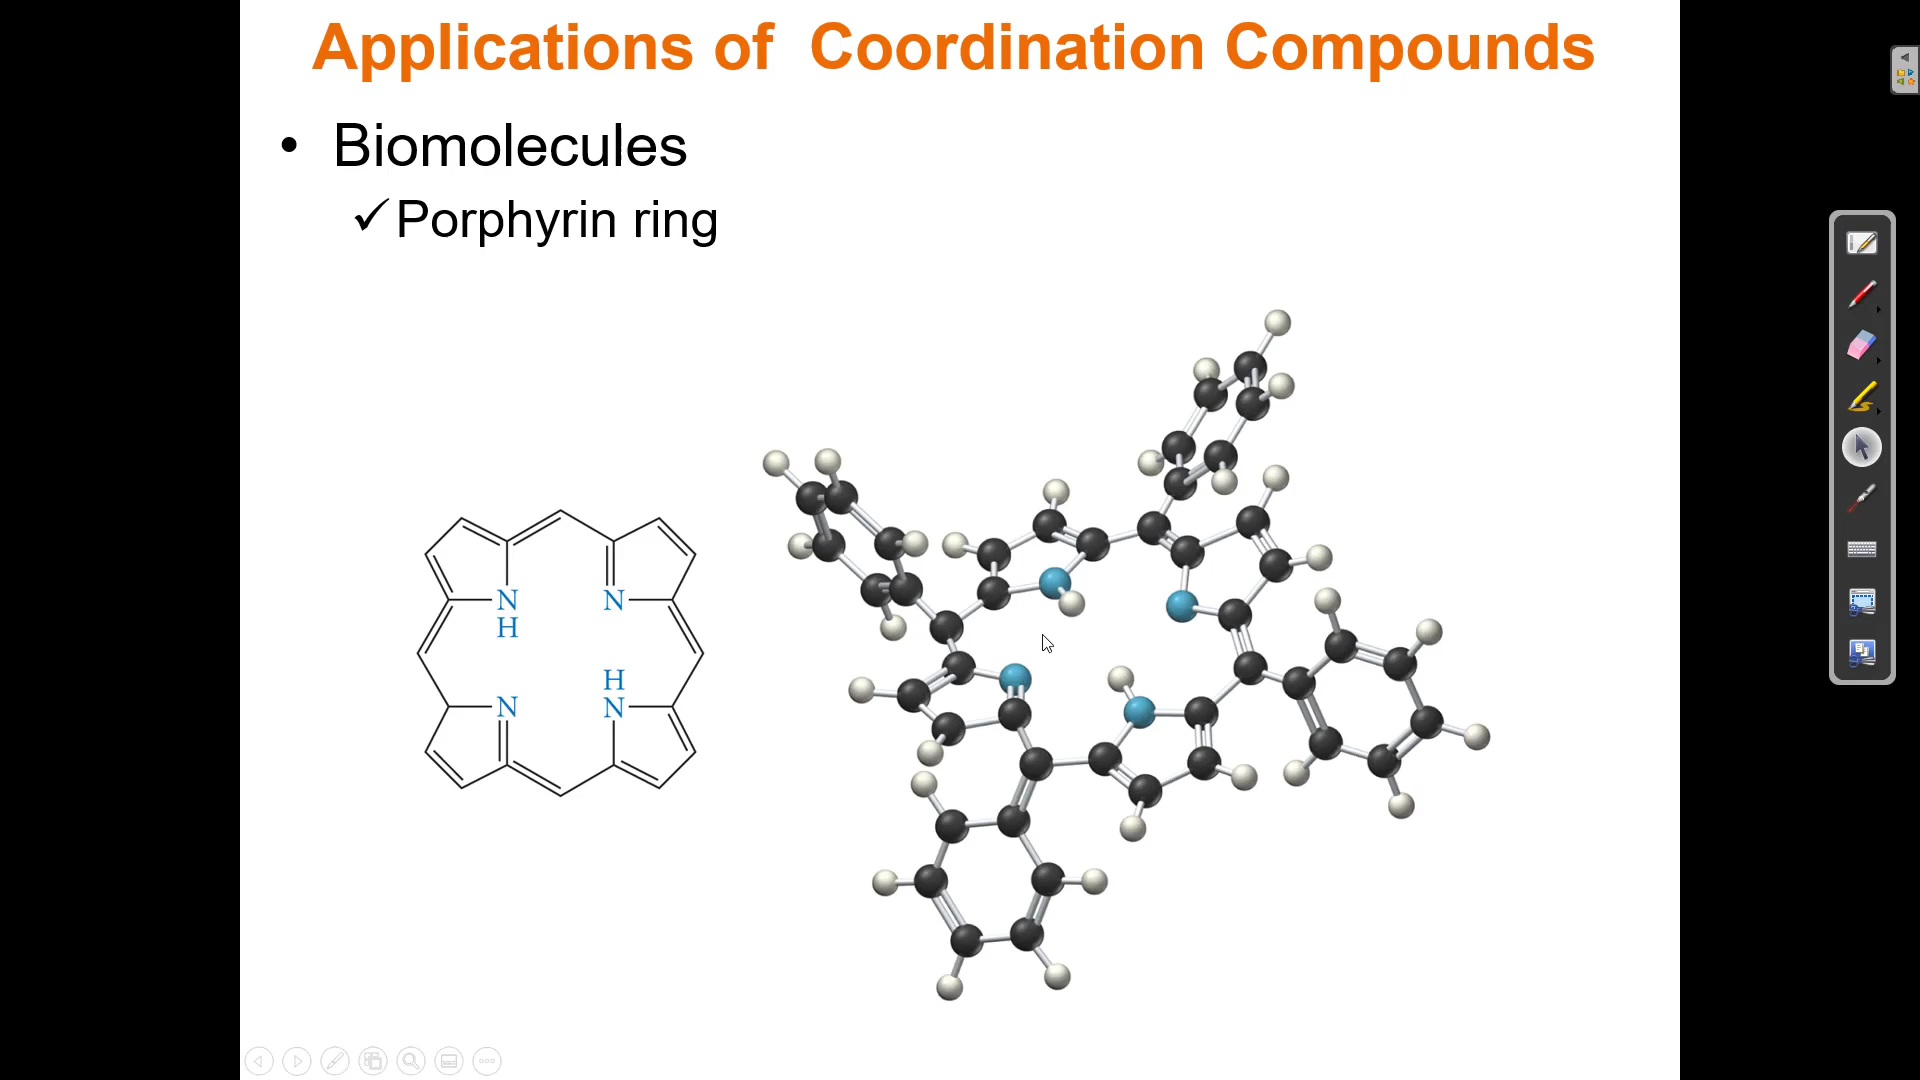 Applications of Coordination Compounds
• Biomolecules
✓Porphyrin ring
N N
H
H
N N